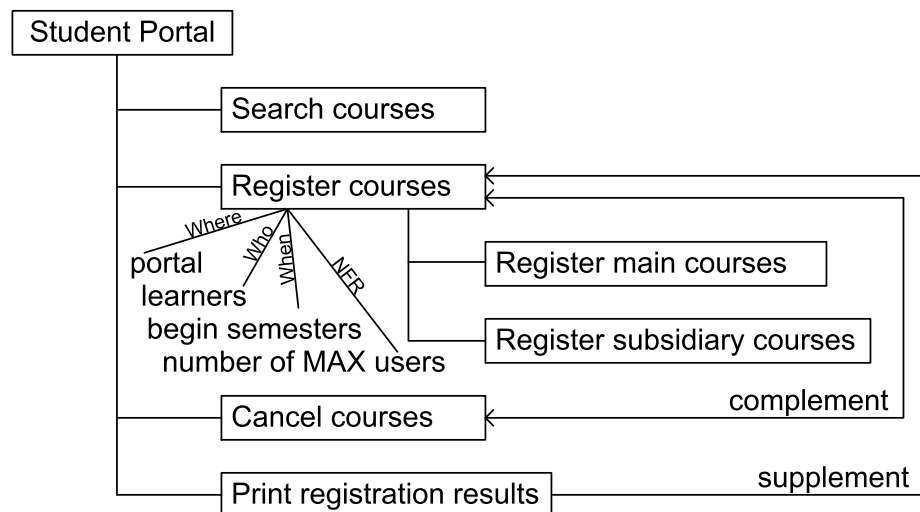 Student Portal
Search courses
Register courses
Where
Who
When
NFR
portal
learners
begin semesters
number of MAX users
Register main courses
Register subsidiary courses
complement
Cancel courses
supplement
Print registration results